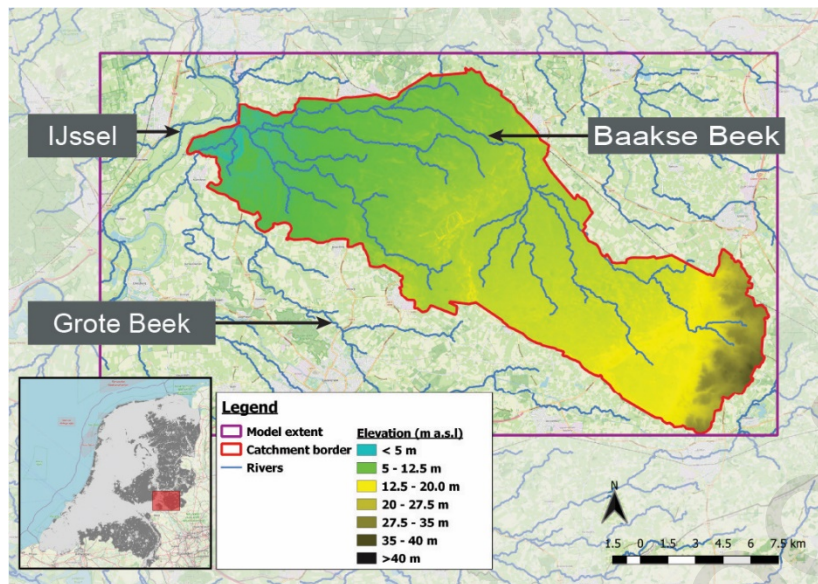 IJssel
Baakse Beek
Grote Beek
Legend
Model extent
Catchment border
Rivers
Elevation (m a.s.l)
< 5 m
5 - 12.5 m
12.5 - 20.0 m
20 - 27.5 m
27.5 - 35 m
35 - 40 m
>40 m
N
1.5 0 1.5 3 4.5 6 7.5 km